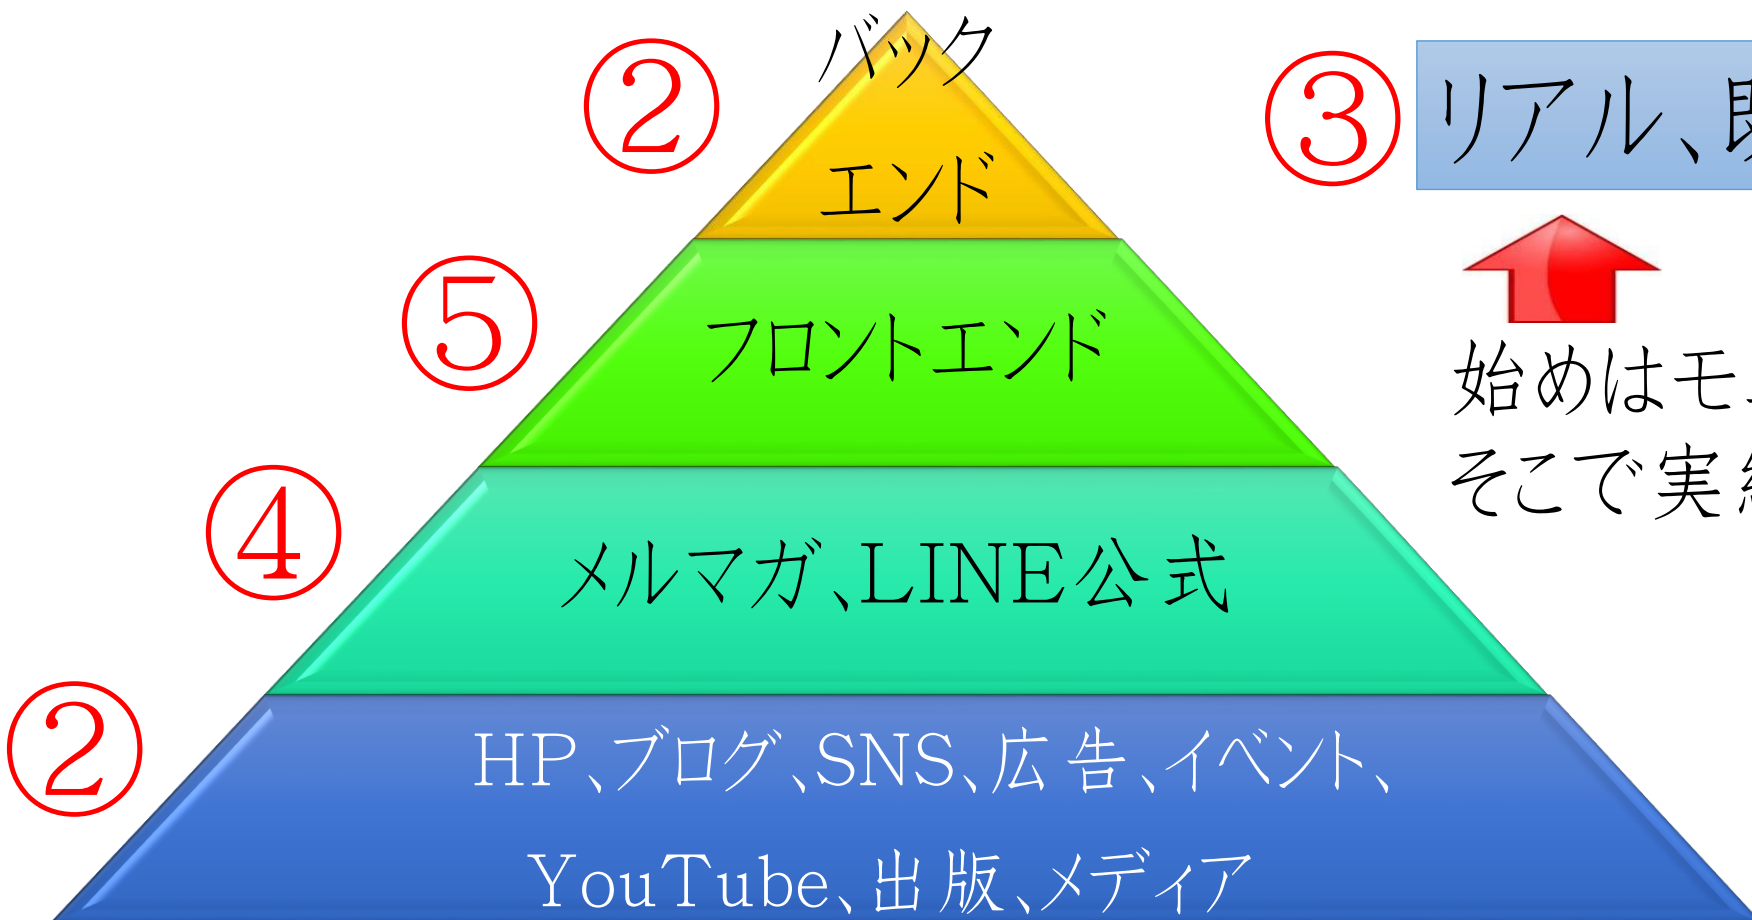 ②
バック
エンド
③
リアル、既
始めはモ
そこで実
⑤
フロントエンド
④
メルマガ、LINE公式
②
HP、ブログ、SNS、広告、イベント、
YouTube、出版、メディア